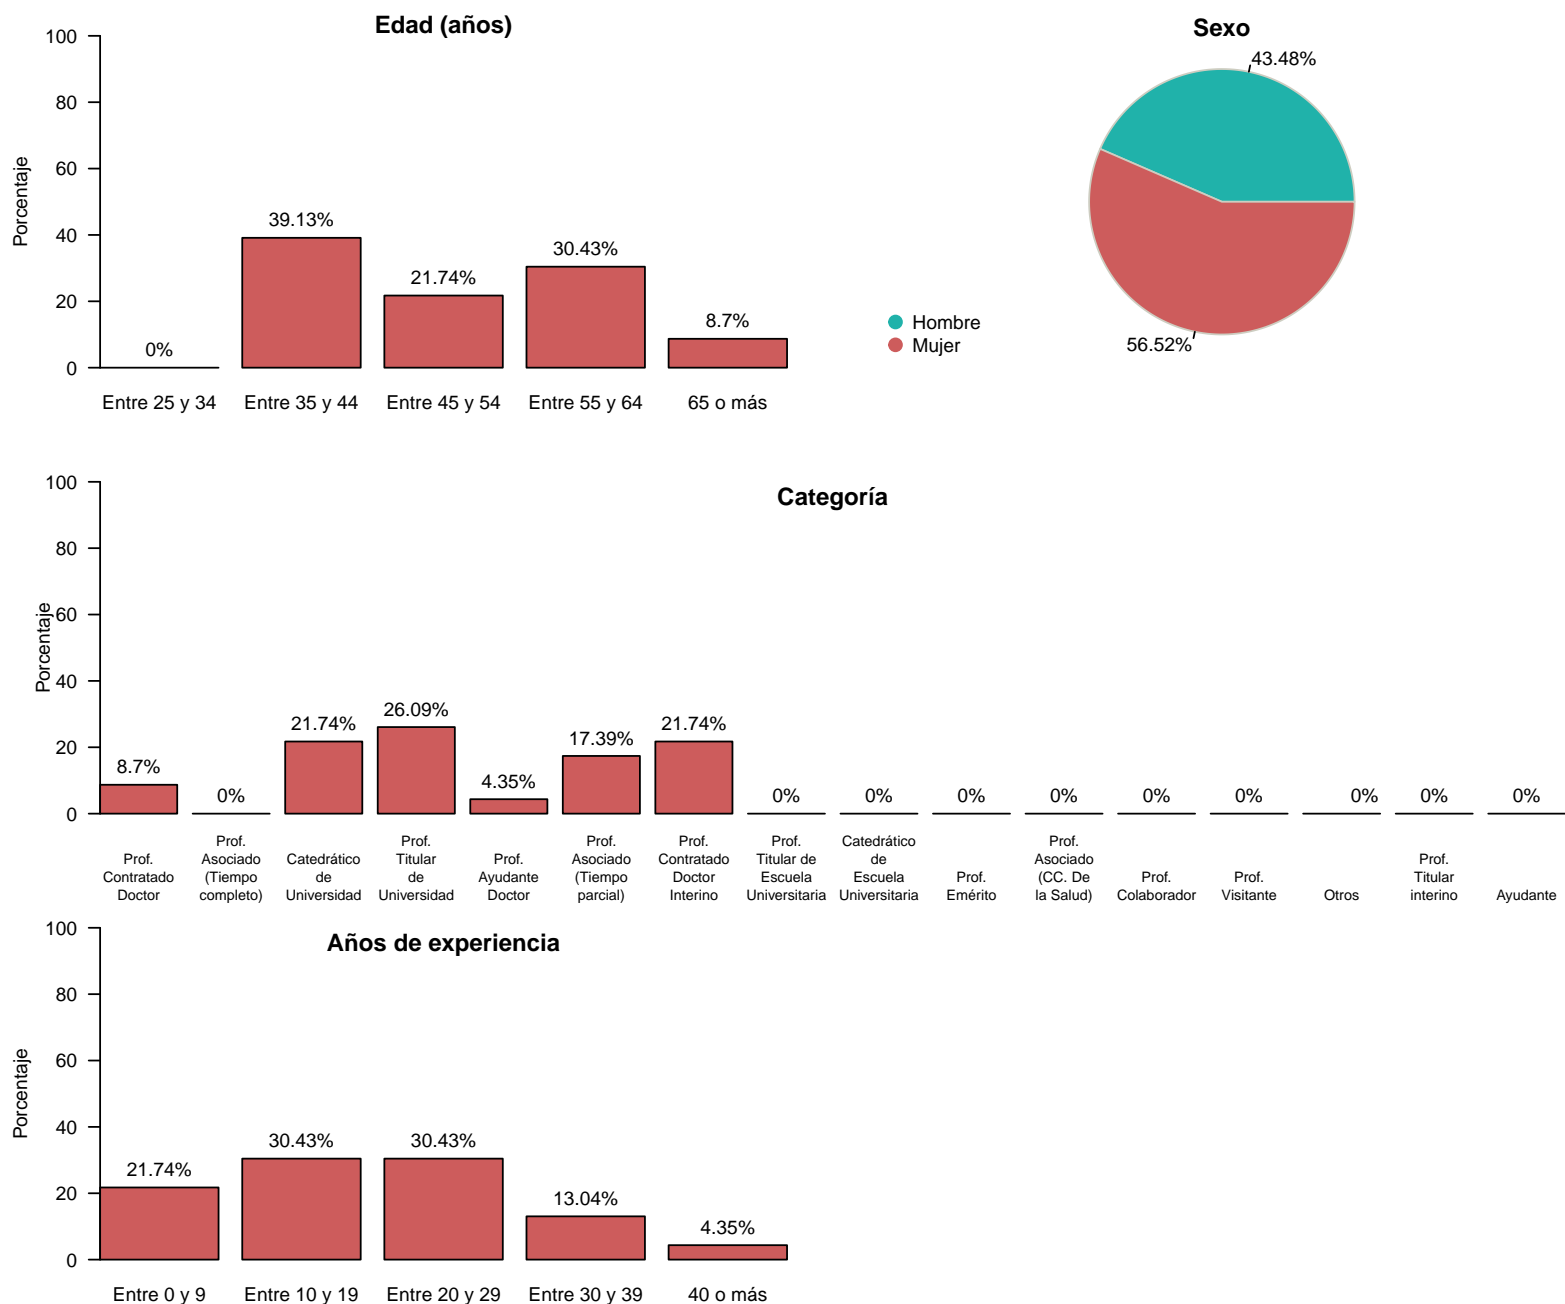 Edad (años)
Porcentaje
100
80
60
40
20
0
0%
39.13%
21.74%
30.43%
8.7%
Entre 25 y 34
Entre 35 y 44
Entre 45 y 54
Entre 55 y 64
65 o más
Sexo
43.48%
56.52%
Hombre
Mujer
Categoría
Porcentaje
100
80
60
40
20
0
8.7%
0%
21.74%
26.09%
4.35%
17.39%
21.74%
0%
0%
0%
0%
0%
0%
0%
0%
0%
Prof.
Contratado
Doctor
Prof.
Asociado
(Tiempo
completo)
Catedrático
de
Universidad
Prof.
Titular
de
Universidad
Prof.
Ayudante
Doctor
Prof.
Asociado
(Tiempo
parcial)
Prof.
Contratado
Doctor
Interino
Prof.
Titular de
Escuela
Universitaria
Catedrático
de
Escuela
Universitaria
Prof.
Emérito
Prof.
Asociado
(CC. De
la Salud)
Prof.
Colaborador
Prof.
Visitante
Otros
Prof.
Titular
interino
Ayudante
Años de experiencia
Porcentaje
100
80
60
40
20
0
21.74%
30.43%
30.43%
13.04%
4.35%
Entre 0 y 9
Entre 10 y 19
Entre 20 y 29
Entre 30 y 39
40 o más